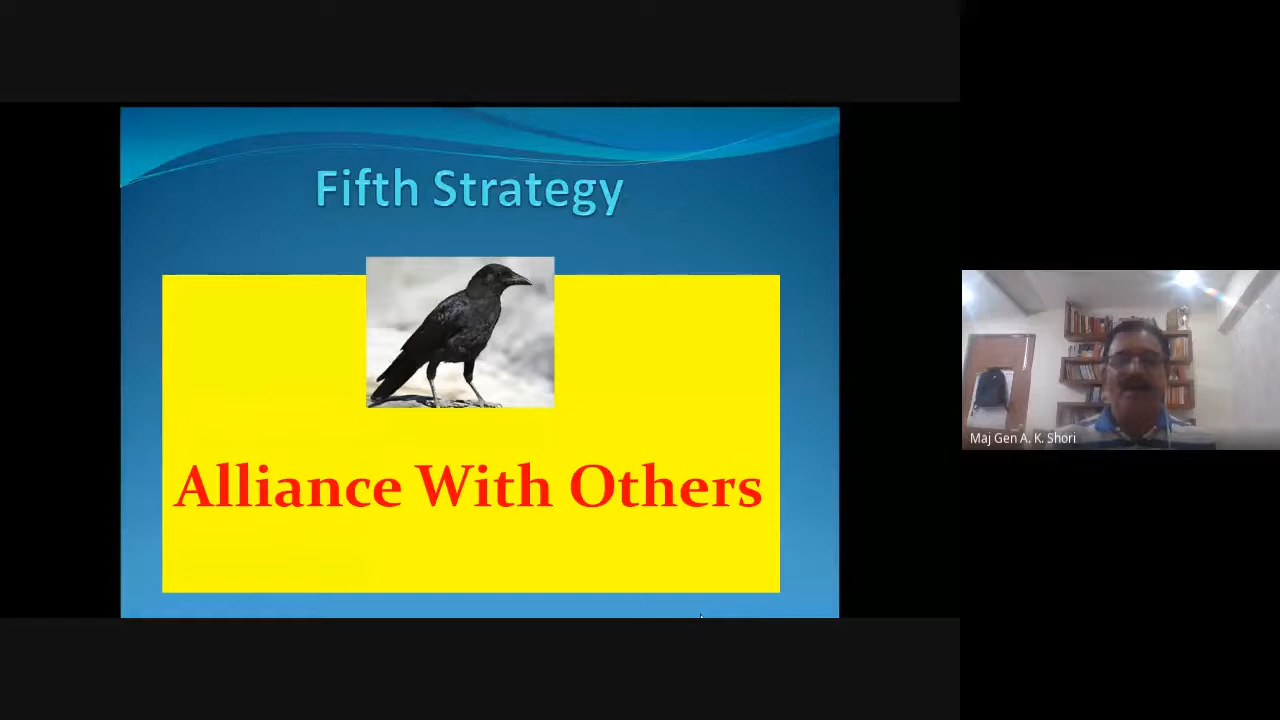 Fifth Strategy
Alliance With Others
Maj Gen A. K. Shori